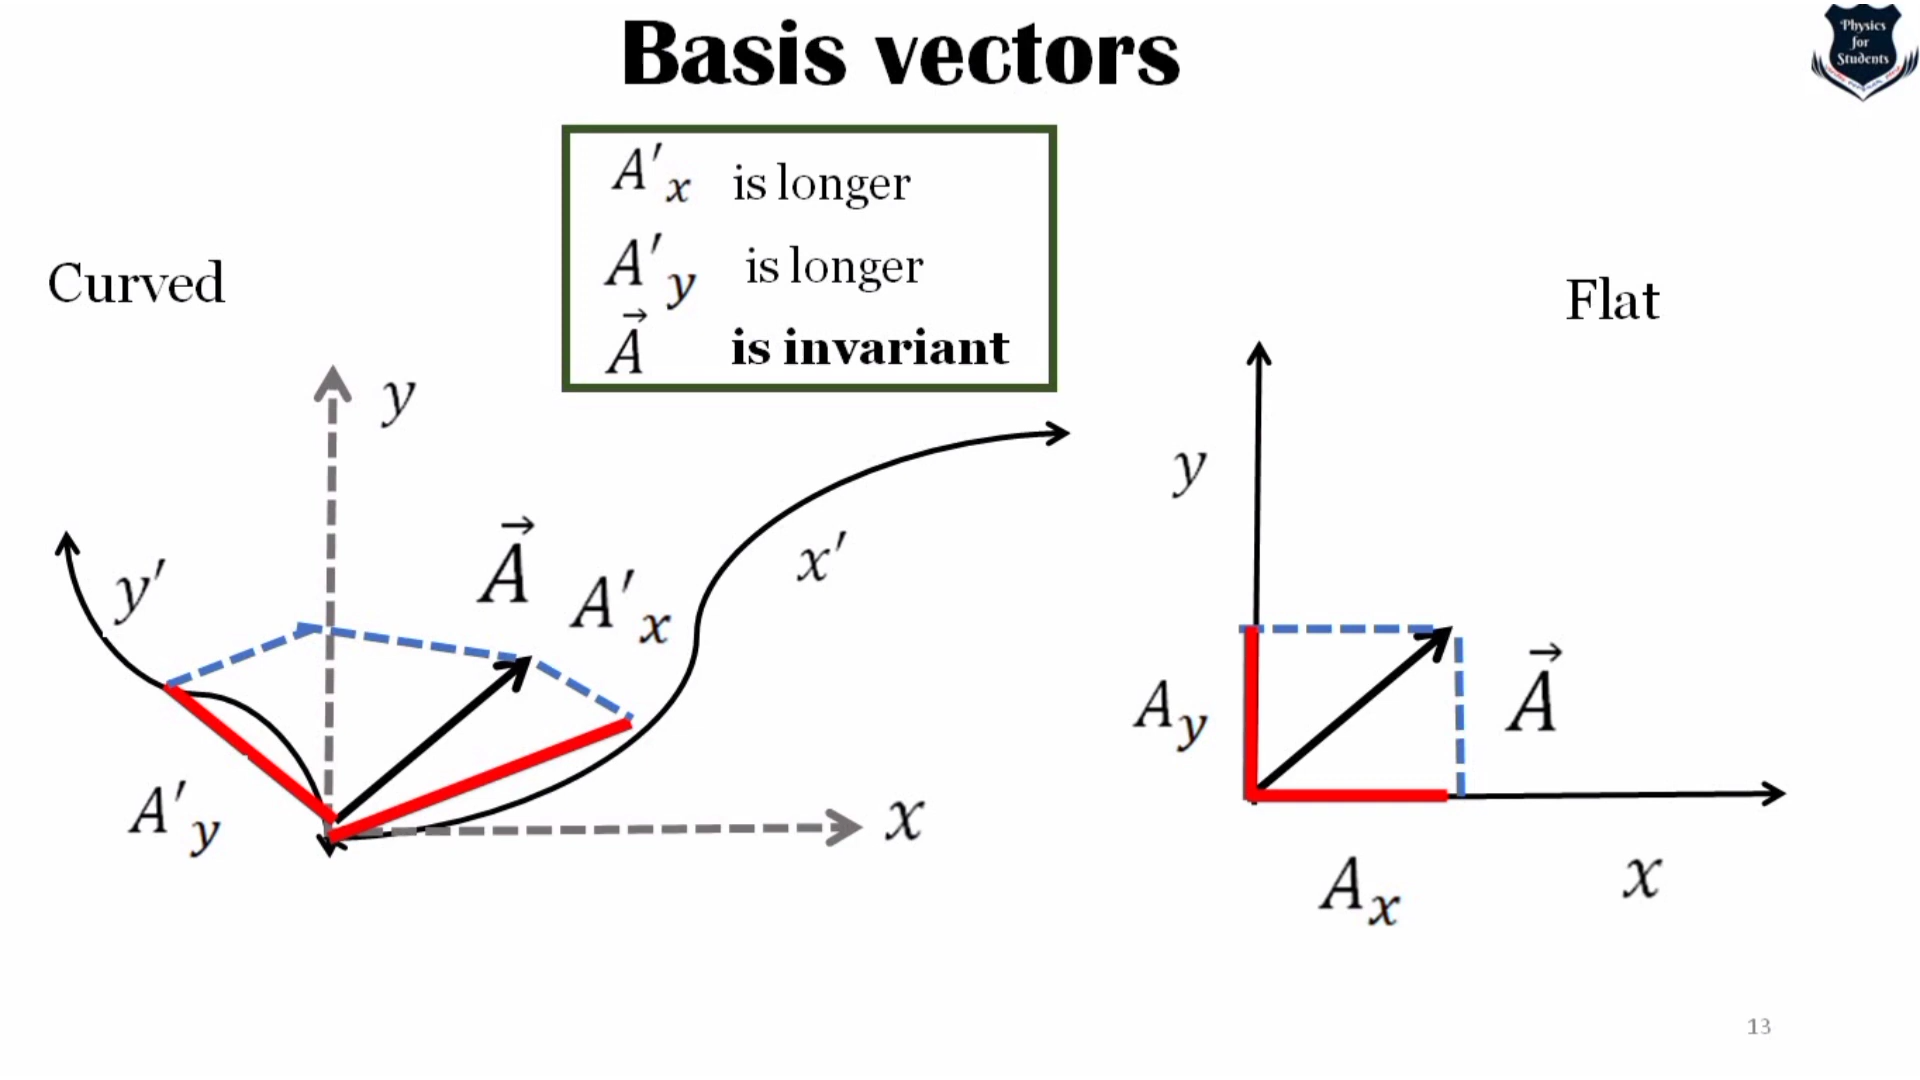 Basis vectors
Physics
for
Students
A'ₓ is longer
A'y is longer
A⃗ is invariant
Curved
Flat
y
y'
A⃗
A'ₓ
x'
A'y
x
y
Ay
A⃗
Aₓ
x
13